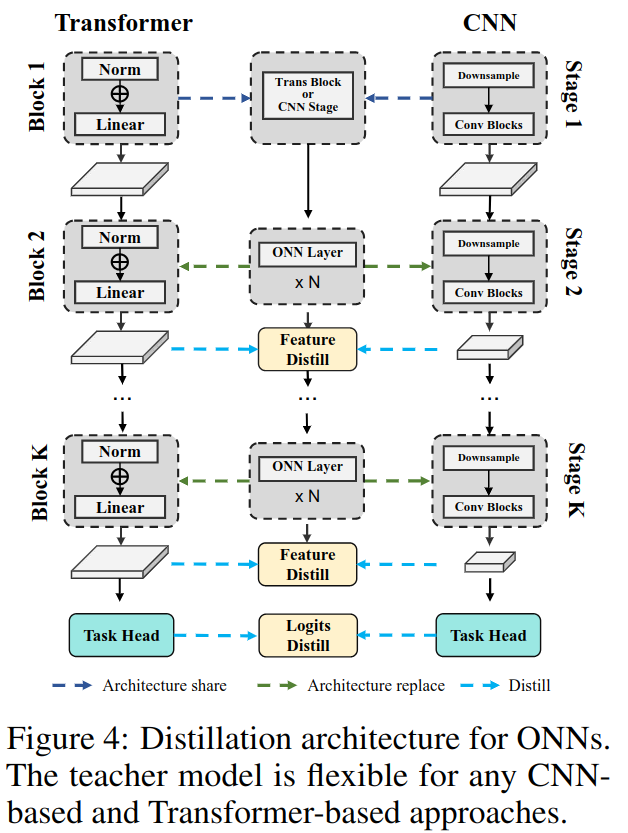 Transformer
CNN
Block 1
Norm
Linear
Trans Block
or
CNN Stage
Downsample
Conv Blocks
Stage 1
Block 2
Norm
Linear
ONN Layer
x N
Downsample
Conv Blocks
Stage 2
Feature
Distill
...
...
...
Block K
Norm
Linear
ONN Layer
x N
Downsample
Conv Blocks
Stage K
Feature
Distill
Task Head
Logits
Distill
Task Head
Architecture share
Architecture replace
Distill
Figure 4: Distillation architecture for ONNs.
The teacher model is flexible for any CNN-
based and Transformer-based approaches.